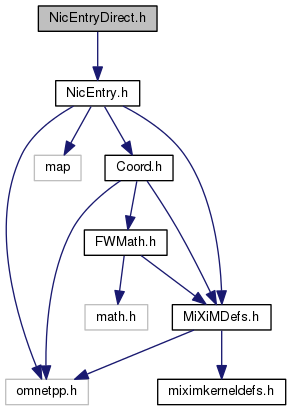 NicEntryDirect.h
NicEntry.h
map
Coord.h
FWMath.h
math.h
MiXiMDefs.h
omnetpp.h
miximkerneldefs.h